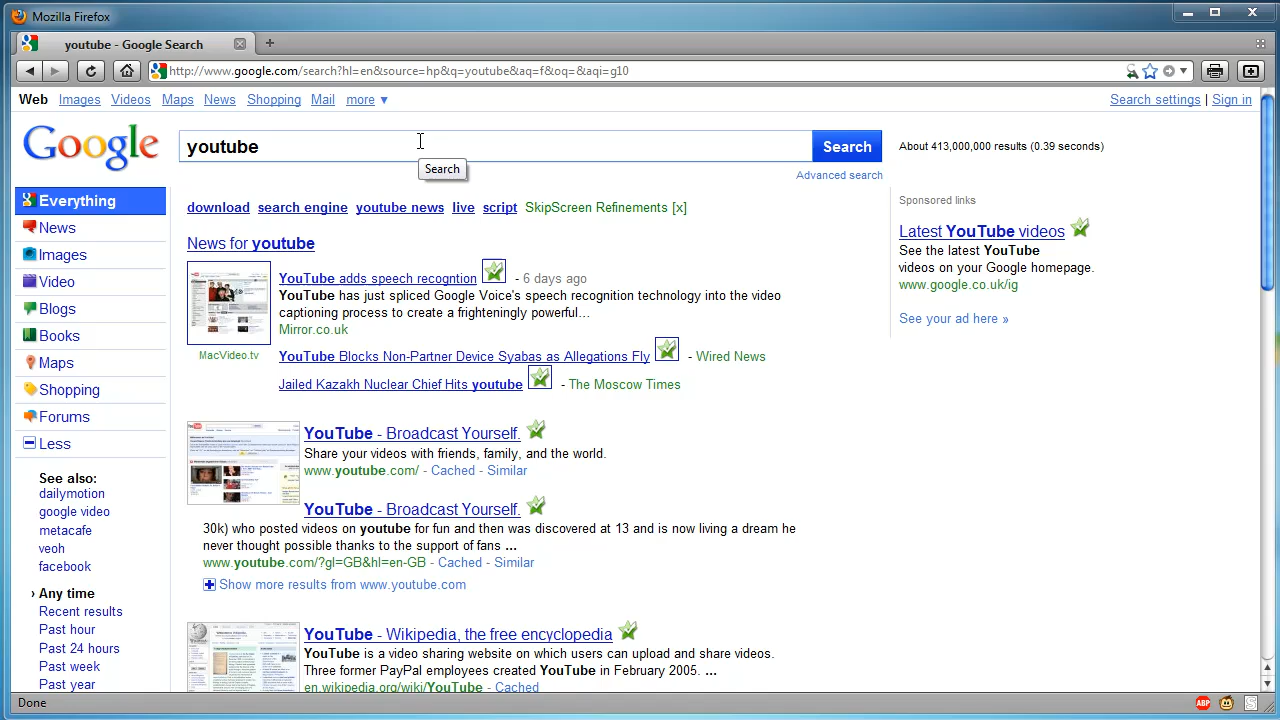 Mozilla Firefox
youtube - Google Search
http://www.google.com/search?hl=en&source=hp&q=youtube&aq=f&oq=&aqi=g10
Web Images Videos Maps News Shopping Mail more ▼
Search settings | Sign in
Google
youtube
Search
About 413,000,000 results (0.39 seconds)
Search
Advanced search
Everything
News
Images
Video
Blogs
Books
Maps
Shopping
Forums
Less
See also:
dailymotion
google video
metacafe
veoh
facebook
› Any time
Recent results
Past hour
Past 24 hours
Past week
Past year
download search engine youtube news live script SkipScreen Refinements [x]
News for youtube
YouTube adds speech recogntion - 6 days ago
YouTube has just spliced Google Voice's speech recognition technology into the video
captioning process to create a frighteningly powerful...
Mirror.co.uk
MacVideo.tv
YouTube Blocks Non-Partner Device Syabas as Allegations Fly - Wired News
Jailed Kazakh Nuclear Chief Hits youtube - The Moscow Times
YouTube - Broadcast Yourself.
Share your videos with friends, family, and the world.
www.youtube.com/ - Cached - Similar
YouTube - Broadcast Yourself.
30k) who posted videos on youtube for fun and then was discovered at 13 and is now living a dream he
never thought possible thanks to the support of fans ...
www.youtube.com/?gl=GB&hl=en-GB - Cached - Similar
Show more results from www.youtube.com
YouTube - Wikipedia, the free encyclopedia
YouTube is a video sharing website on which users can upload and share videos.
Three former PayPal employees created YouTube in February 2005. ...
en.wikipedia.org/wiki/YouTube - Cached
Sponsored links
Latest YouTube videos
See the latest YouTube
videos on your Google homepage.
www.google.co.uk/ig
See your ad here »
Done
ABP